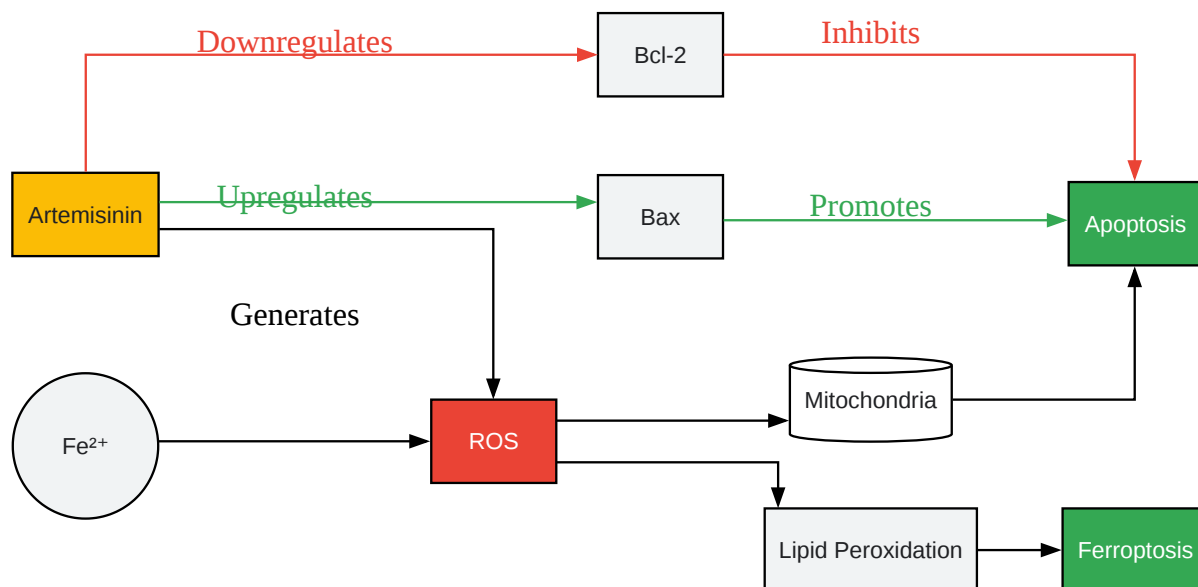 Downregulates
Bcl-2
Inhibits
Artemisinin
Upregulates
Bax
Promotes
Apoptosis
Generates
Fe²⁺
ROS
Mitochondria
Lipid Peroxidation
Ferroptosis